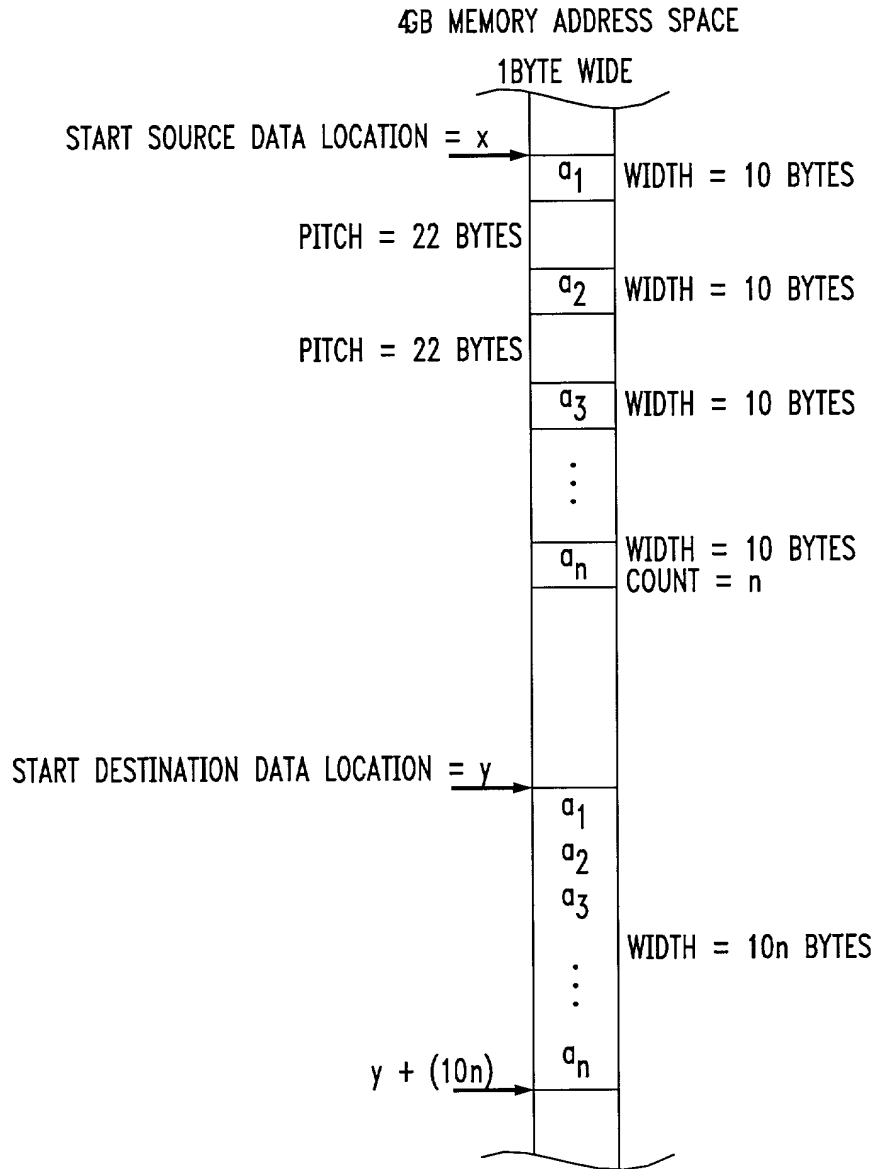 4GB MEMORY ADDRESS SPACE
1BYTE WIDE
START SOURCE DATA LOCATION = x
a1 WIDTH = 10 BYTES
PITCH = 22 BYTES
a2 WIDTH = 10 BYTES
PITCH = 22 BYTES
a3 WIDTH = 10 BYTES
⋮
an WIDTH = 10 BYTES
COUNT = n
START DESTINATION DATA LOCATION = y
a1
a2
a3
WIDTH = 10n BYTES
⋮
an
y + (10n)